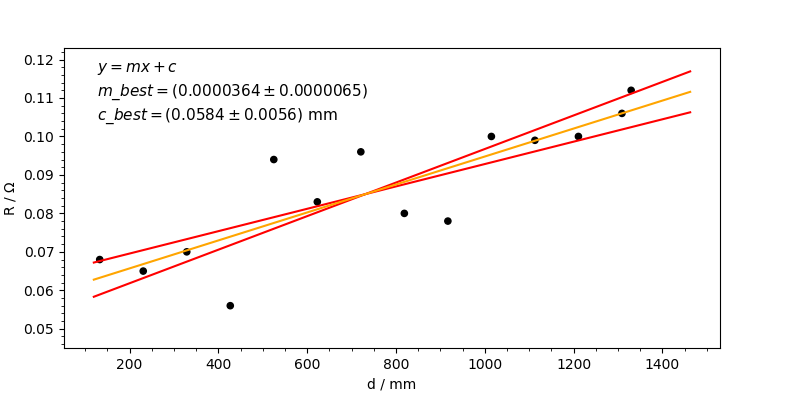 y = mx + c
m_best = (0.0000364 ± 0.0000065)
c_best = (0.0584 ± 0.0056) mm
0.12
0.11
0.10
0.09
0.08
0.07
0.06
0.05
R / Ω
200 400 600 800 1000 1200 1400
d / mm